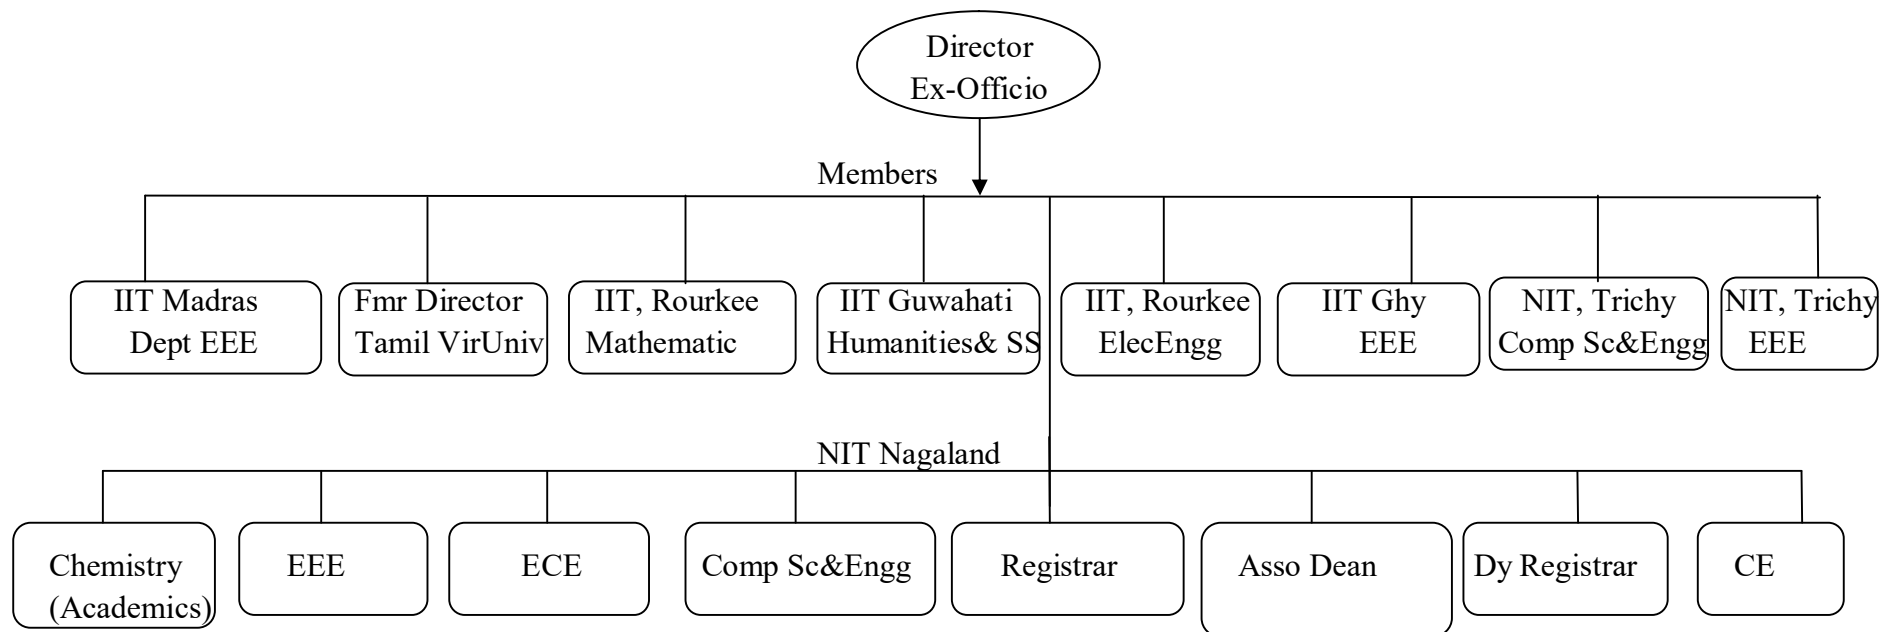 Director
Ex-Officio
Members
IIT Madras
Dept EEE
Fmr Director
Tamil VirUniv
IIT, Rourkee
Mathematic
IIT Guwahati
Humanities& SS
IIT, Rourkee
ElecEngg
IIT Ghy
EEE
NIT, Trichy
Comp Sc&Engg
NIT, Trichy
EEE
NIT Nagaland
Chemistry
(Academics)
EEE
ECE
Comp Sc&Engg
Registrar
Asso Dean
Dy Registrar
CE